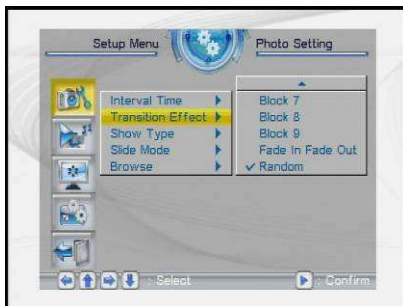 Setup Menu
Photo Setting
Interval Time
Transition Effect
Show Type
Slide Mode
Browse
Block 7
Block 8
Block 9
Fade In Fade Out
Random
: Select
: Confirm